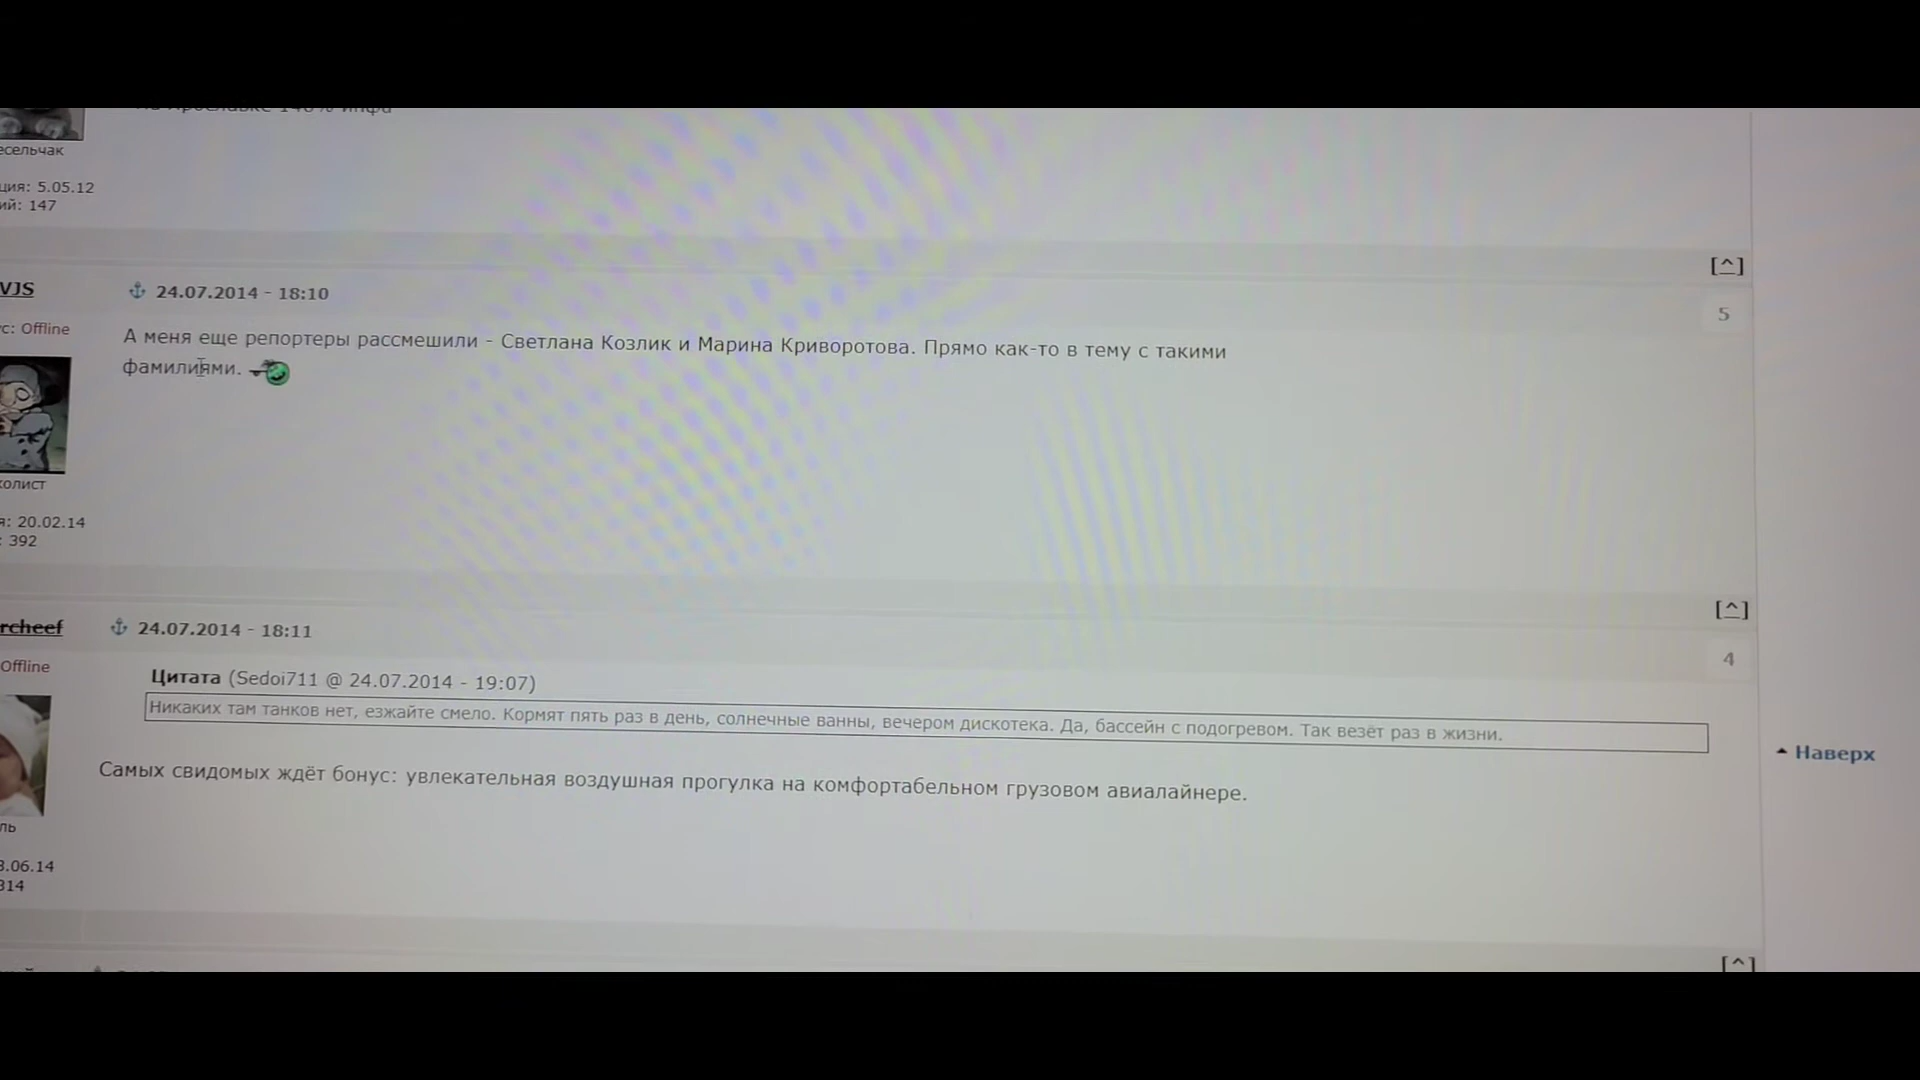 есельчак
ция: 5.05.12
ий: 147
[^]
VJS
24.07.2014 - 18:10
5
с: Offline
А меня еще репортеры рассмешили - Светлана Козлик и Марина Криворотова. Прямо как-то в тему с такими
фамилиями.
колист
я: 20.02.14
: 392
[^]
rcheef
24.07.2014 - 18:11
4
Offline
Цитата (Sedoi711 @ 24.07.2014 - 19:07)
Никаких там танков нет, езжайте смело. Кормят пять раз в день, солнечные ванны, вечером дискотека. Да, бассейн с подогревом. Так везёт раз в жизни.
Наверх
Самых свидомых ждёт бонус: увлекательная воздушная прогулка на комфортабельном грузовом авиалайнере.
ль
3.06.14
314
[^]